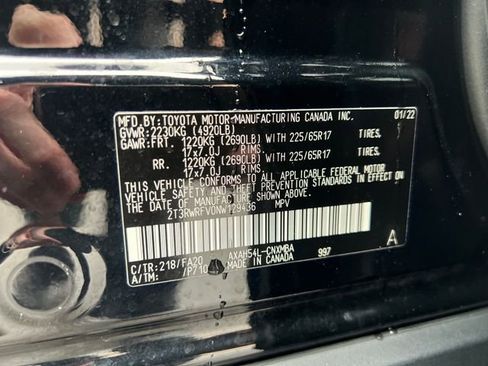 MFD.BY:TOYOTA MOTOR MANUFACTURING CANADA INC. 01/22
GVWR:2230KG (4920LB)
GAWR:FRT. 1220KG (2690LB) WITH 225/65R17 TIRES,
17x7.0J RIMS.
RR. 1220KG (2690LB) WITH 225/65R17 TIRES,
17x7.0J RIMS.
THIS VEHICLE CONFORMS TO ALL APPLICABLE FEDERAL MOTOR
VEHICLE SAFETY AND THEFT PREVENTION STANDARDS IN EFFECT ON
THE DATE OF MANUFACTURE SHOWN ABOVE.
2T3RWRFV0NW129436 MPV
C/TR:218/FA20 AXAH54L-CNXMBA
A/TM: /P710 MADE IN CANADA 997 A